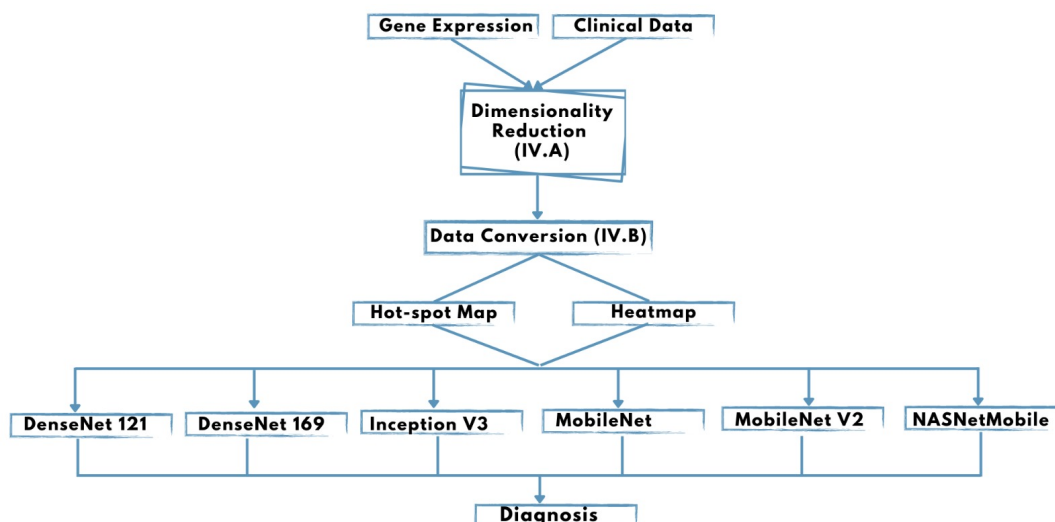 Gene Expression
Clinical Data
Dimensionality
Reduction
(IV.A)
Data Conversion (IV.B)
Hot-spot Map
Heatmap
DenseNet 121
DenseNet 169
Inception V3
MobileNet
MobileNet V2
NASNetMobile
Diagnosis